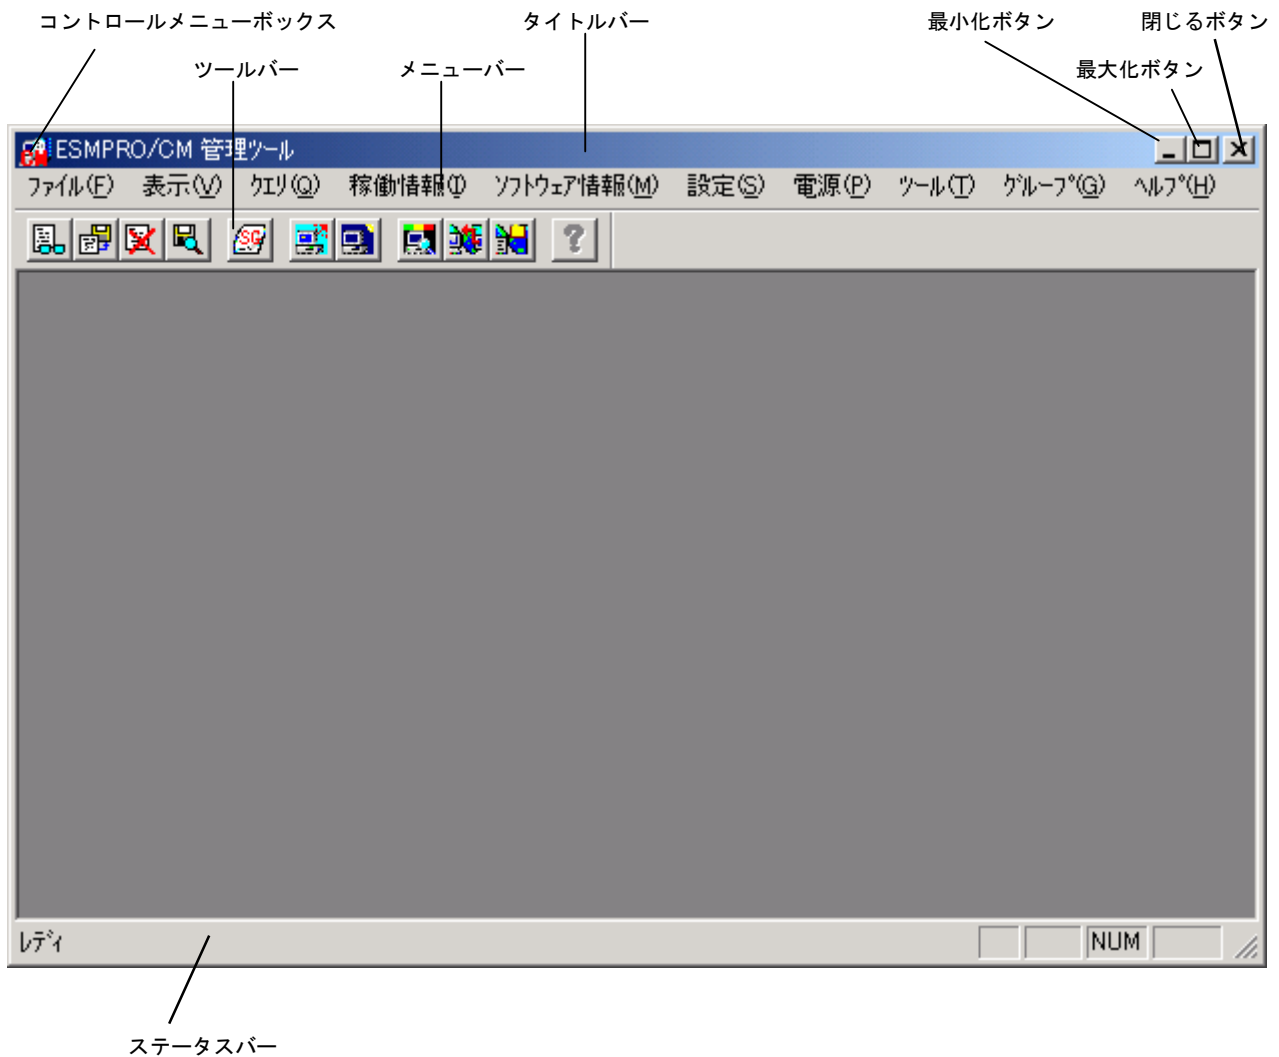 コントロールメニューボックス
タイトルバー
最小化ボタン
閉じるボタン
ツールバー
メニューバー
最大化ボタン
ESMPRO/CM 管理ツール
ファイル(F) 表示(V) クエリ(Q) 稼働情報(I) ソフトウェア情報(M) 設定(S) 電源(P) ツール(T) グループ(G) ヘルプ(H)
SG
?
レディ
NUM
ステータスバー